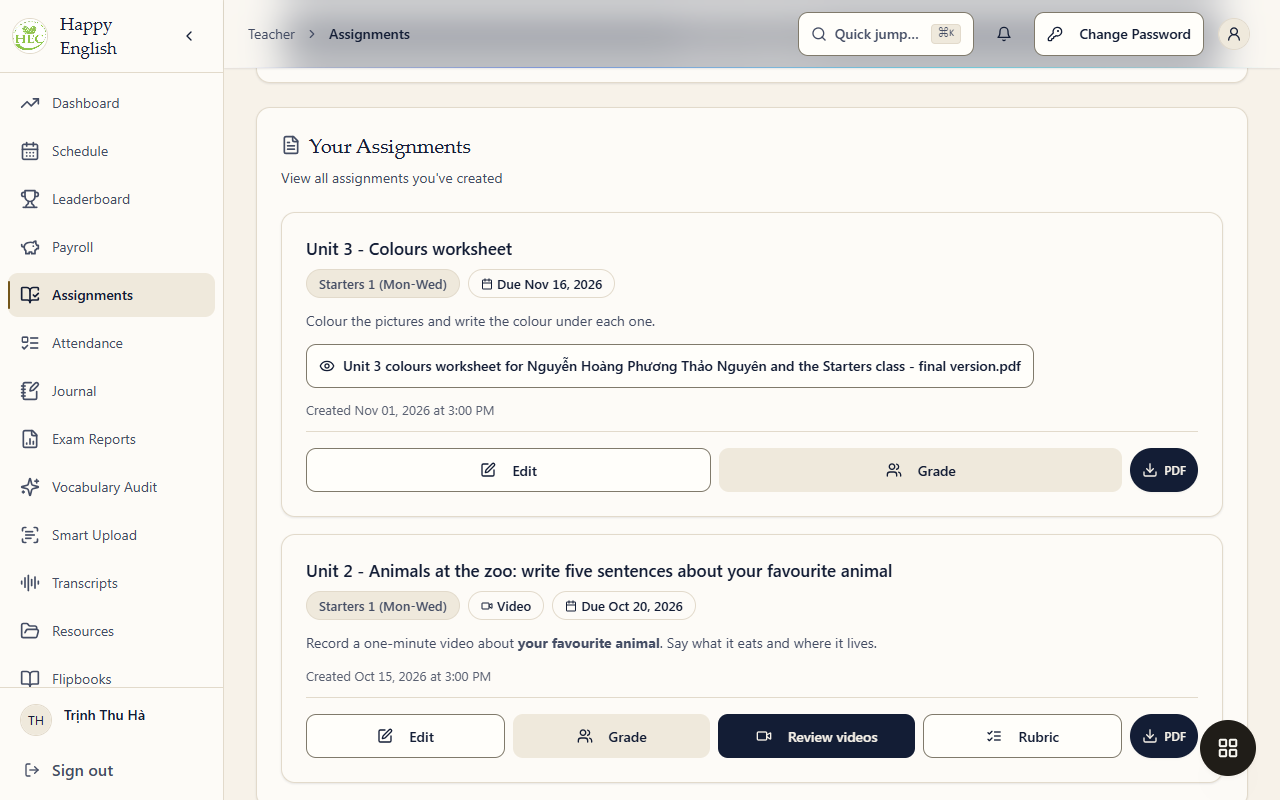 HEC
Happy
English
Teacher > Assignments
Quick jump... ⌘K
Change Password
Dashboard
Schedule
Leaderboard
Payroll
Assignments
Attendance
Journal
Exam Reports
Vocabulary Audit
Smart Upload
Transcripts
Resources
Flipbooks
TH Trịnh Thu Hà
Sign out
Your Assignments
View all assignments you've created
Unit 3 - Colours worksheet
Starters 1 (Mon-Wed) Due Nov 16, 2026
Colour the pictures and write the colour under each one.
Unit 3 colours worksheet for Nguyễn Hoàng Phương Thảo Nguyên and the Starters class - final version.pdf
Created Nov 01, 2026 at 3:00 PM
Edit Grade PDF
Unit 2 - Animals at the zoo: write five sentences about your favourite animal
Starters 1 (Mon-Wed) Video Due Oct 20, 2026
Record a one-minute video about your favourite animal. Say what it eats and where it lives.
Created Oct 15, 2026 at 3:00 PM
Edit Grade Review videos Rubric PDF